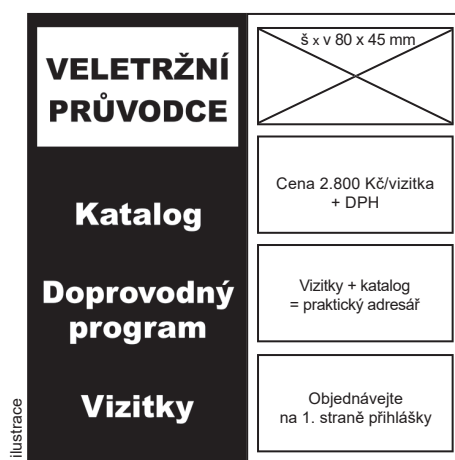 VELETRŽNÍ
PRŮVODCE
Katalog
Doprovodný
program
Vizitky
ilustrace
š x v 80 x 45 mm
Cena 2.800 Kč/vizitka
+ DPH
Vizitky + katalog
= praktický adresář
Objednávejte
na 1. straně přihlášky